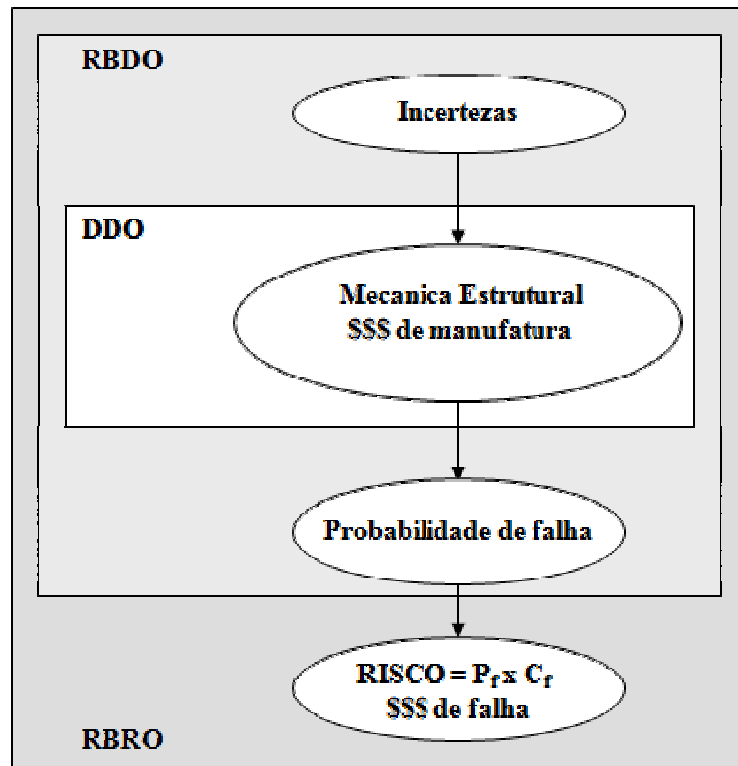 RBDO
Incertezas
DDO
Mecanica Estrutural
$$$ de manufatura
Probabilidade de falha
RISCO = Pf x Cf
$$$ de falha
RBRO